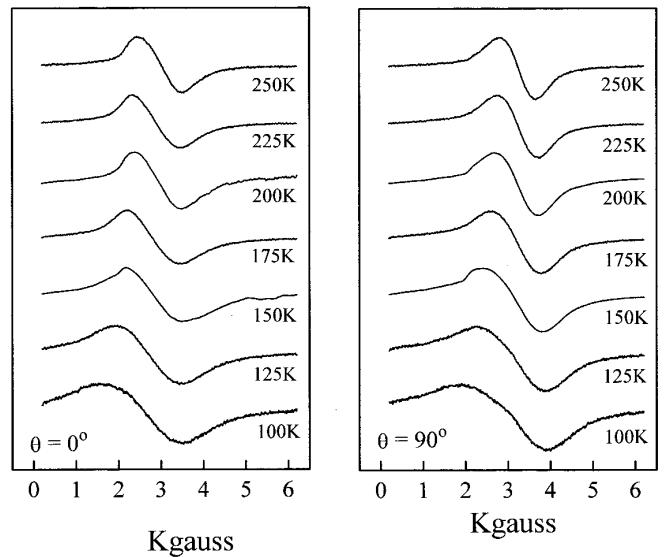 250K
225K
200K
175K
150K
125K
100K
θ = 0°
0 1 2 3 4 5 6
Kgauss
250K
225K
200K
175K
150K
125K
100K
θ = 90°
0 1 2 3 4 5 6
Kgauss